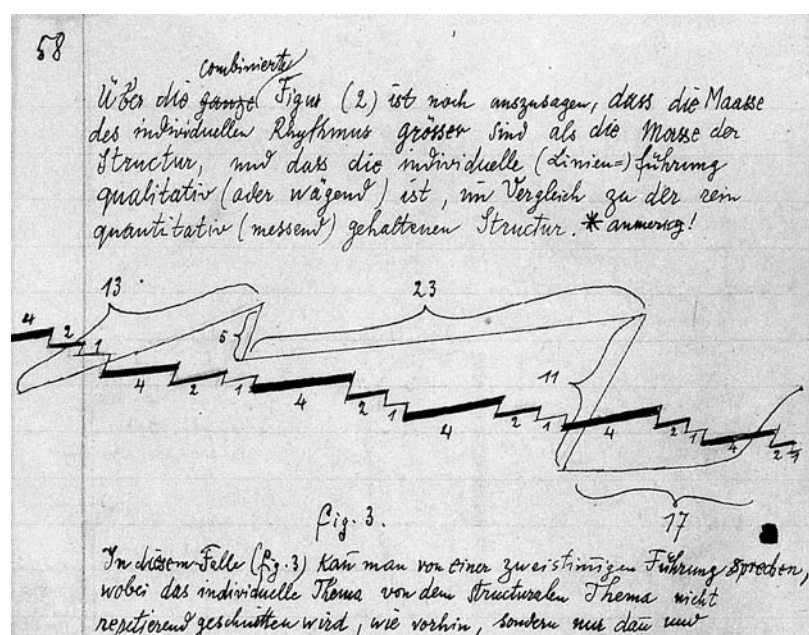 58
combinierte
Über die ganze Figur (2) ist noch auszusagen, dass die Maasse
des individuellen Rhythmus grösser sind als die Masse der
Structur, und dass die individuelle (Linien=) führung
qualitativ (oder wägend) ist, im Vergleich zu der rein
quantitativ (messend) gehaltenen Structur. * anmerkg!
13 23
4 2 1 4 2 1 4 2 1 4 2 1 4 2 1 4 2 1
5 11
17
fig. 3.
In diesem Falle (fig. 3) kan̄ man von einer zweistimmigen Führung sprechen,
wobei das individuelle Thema von dem structuralen Thema nicht
repetierend geschnitten wird, wie vorhin, sondern nur dan̄ und